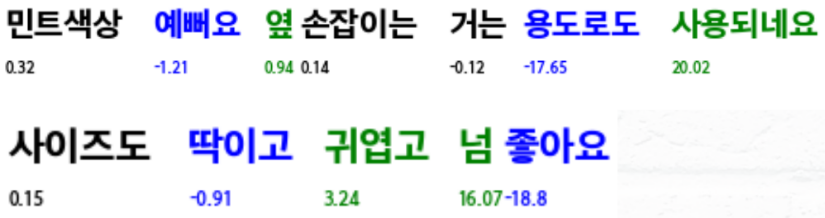 민트색상 예뻐요 옆 손잡이는 거는 용도로도 사용되네요
0.32 -1.21 0.94 0.14 -0.12 -17.65 20.02
사이즈도 딱이고 귀엽고 넘 좋아요
0.15 -0.91 3.24 16.07 -18.8